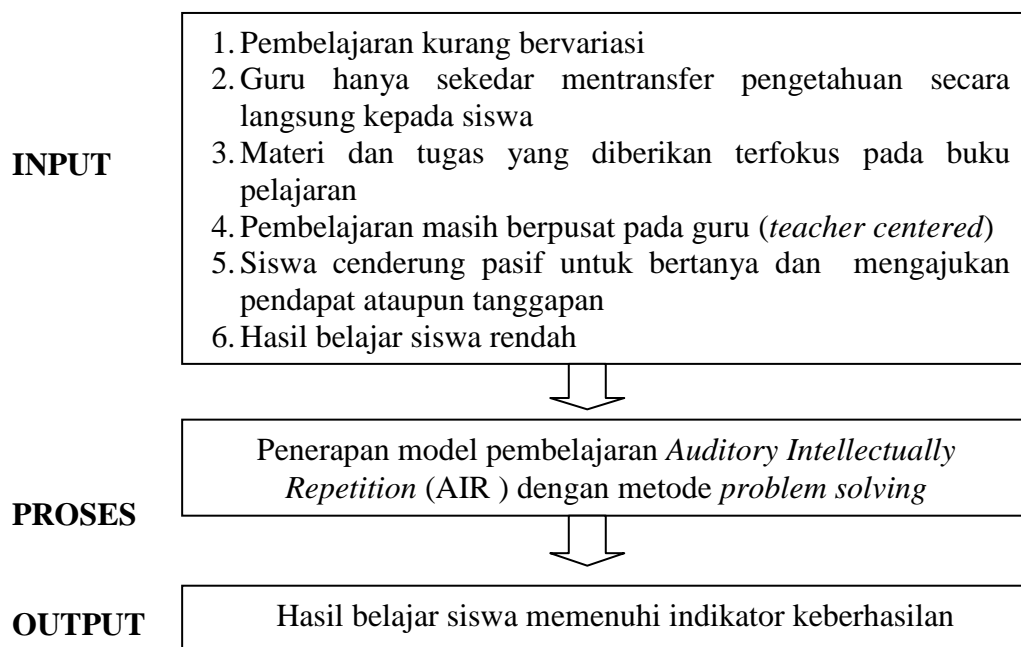 1. Pembelajaran kurang bervariasi
2. Guru hanya sekedar mentransfer pengetahuan secara
langsung kepada siswa
INPUT
3. Materi dan tugas yang diberikan terfokus pada buku
pelajaran
4. Pembelajaran masih berpusat pada guru (teacher centered)
5. Siswa cenderung pasif untuk bertanya dan mengajukan
pendapat ataupun tanggapan
6. Hasil belajar siswa rendah
Penerapan model pembelajaran Auditory Intellectually
Repetition (AIR ) dengan metode problem solving
PROSES
OUTPUT
Hasil belajar siswa memenuhi indikator keberhasilan